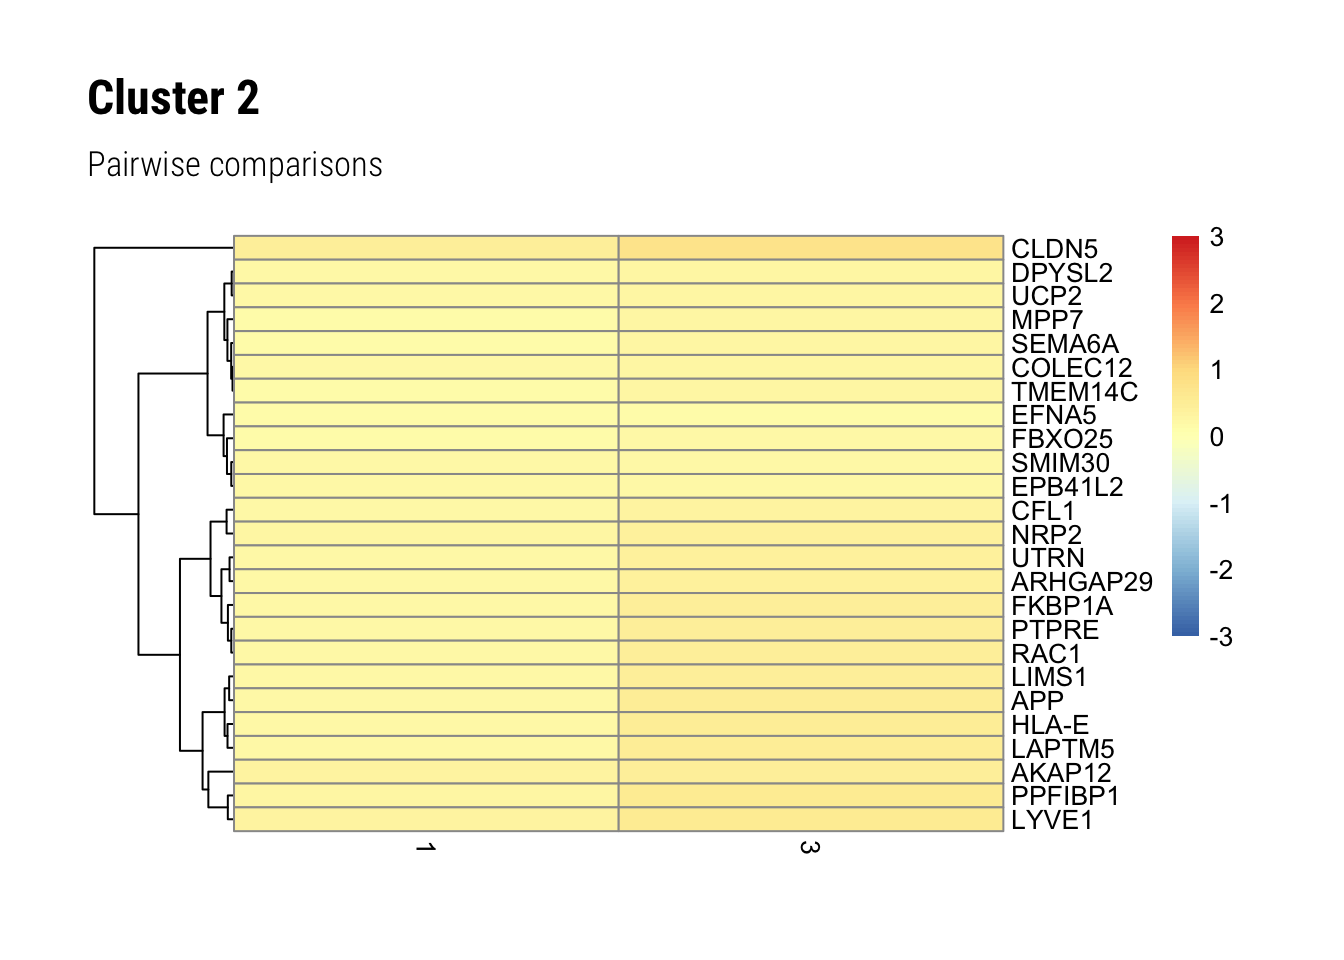 Cluster 2
Pairwise comparisons
CLDN5
DPYSL2
UCP2
MPP7
SEMA6A
COLEC12
TMEM14C
EFNA5
FBXO25
SMIM30
EPB41L2
CFL1
NRP2
UTRN
ARHGAP29
FKBP1A
PTPRE
RAC1
LIMS1
APP
HLA-E
LAPTM5
AKAP12
PPFIBP1
LYVE1
3
2
1
0
-1
-2
-3
1
3